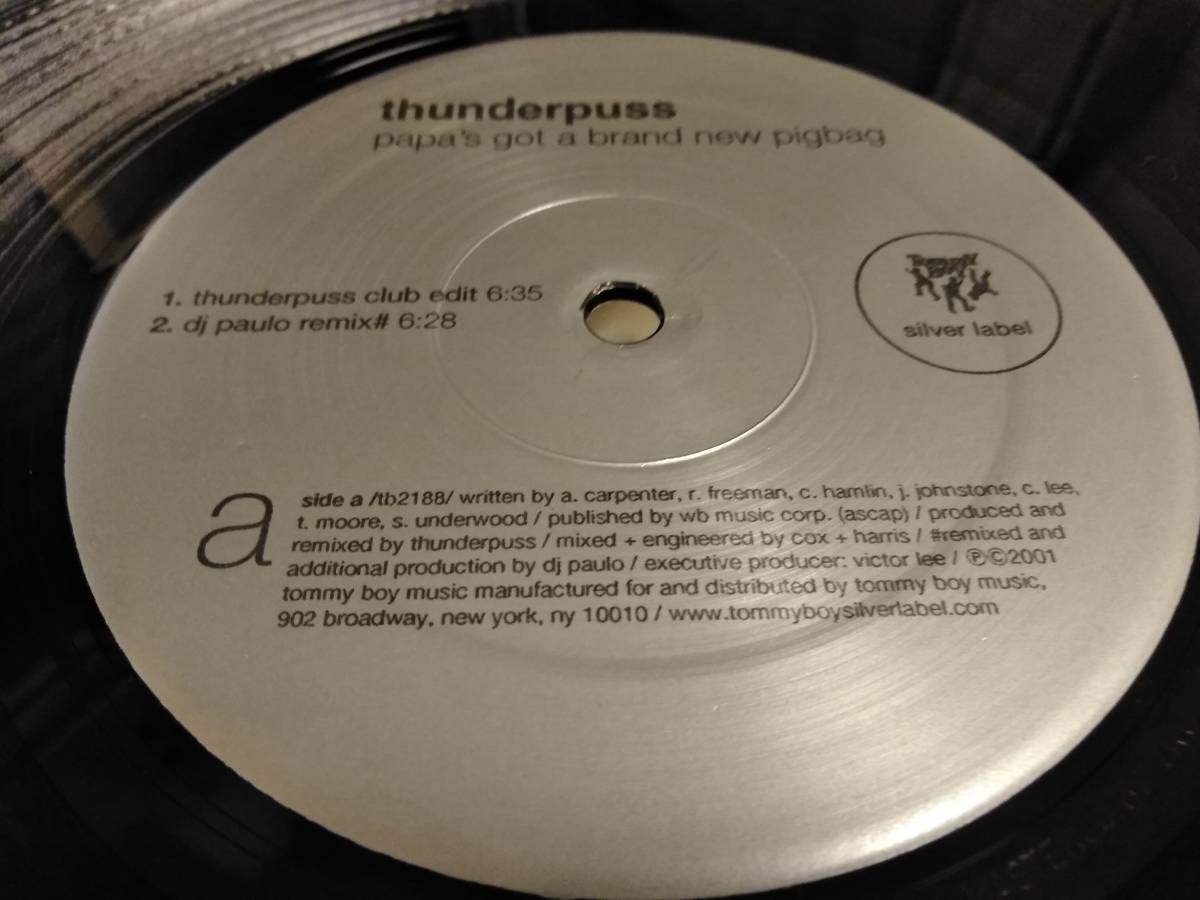 thunderpuss
papa's got a brand new pigbag
1. thunderpuss club edit 6:35
2. dj paulo remix# 6:28
Tommy Boy
silver label
a
side a /tb2188/ written by a. carpenter, r. freeman, c. hamlin, j. johnstone, c. lee,
t. moore, s. underwood / published by wb music corp. (ascap) / produced and
remixed by thunderpuss / mixed + engineered by cox + harris / #remixed and
additional production by dj paulo / executive producer: victor lee / ℗©2001
tommy boy music manufactured for and distributed by tommy boy music,
902 broadway, new york, ny 10010 / www.tommyboysilverlabel.com